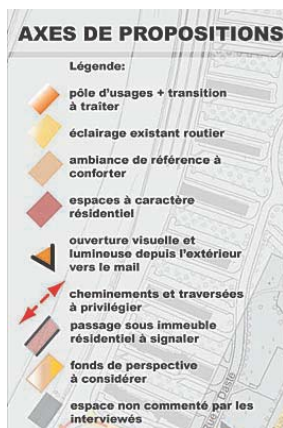 AXES DE PROPOSITIONS
Légende:
pôle d'usages + transition
à traiter
éclairage existant routier
ambiance de référence à
conforter
espaces à caractère
résidentiel
ouverture visuelle et
lumineuse depuis l'extérieur
vers le mail
cheminements et traversées
à privilégier
passage sous immeuble
résidentiel à signaler
fonds de perspective
à considérer
espace non commenté par les
interviewés
Daste